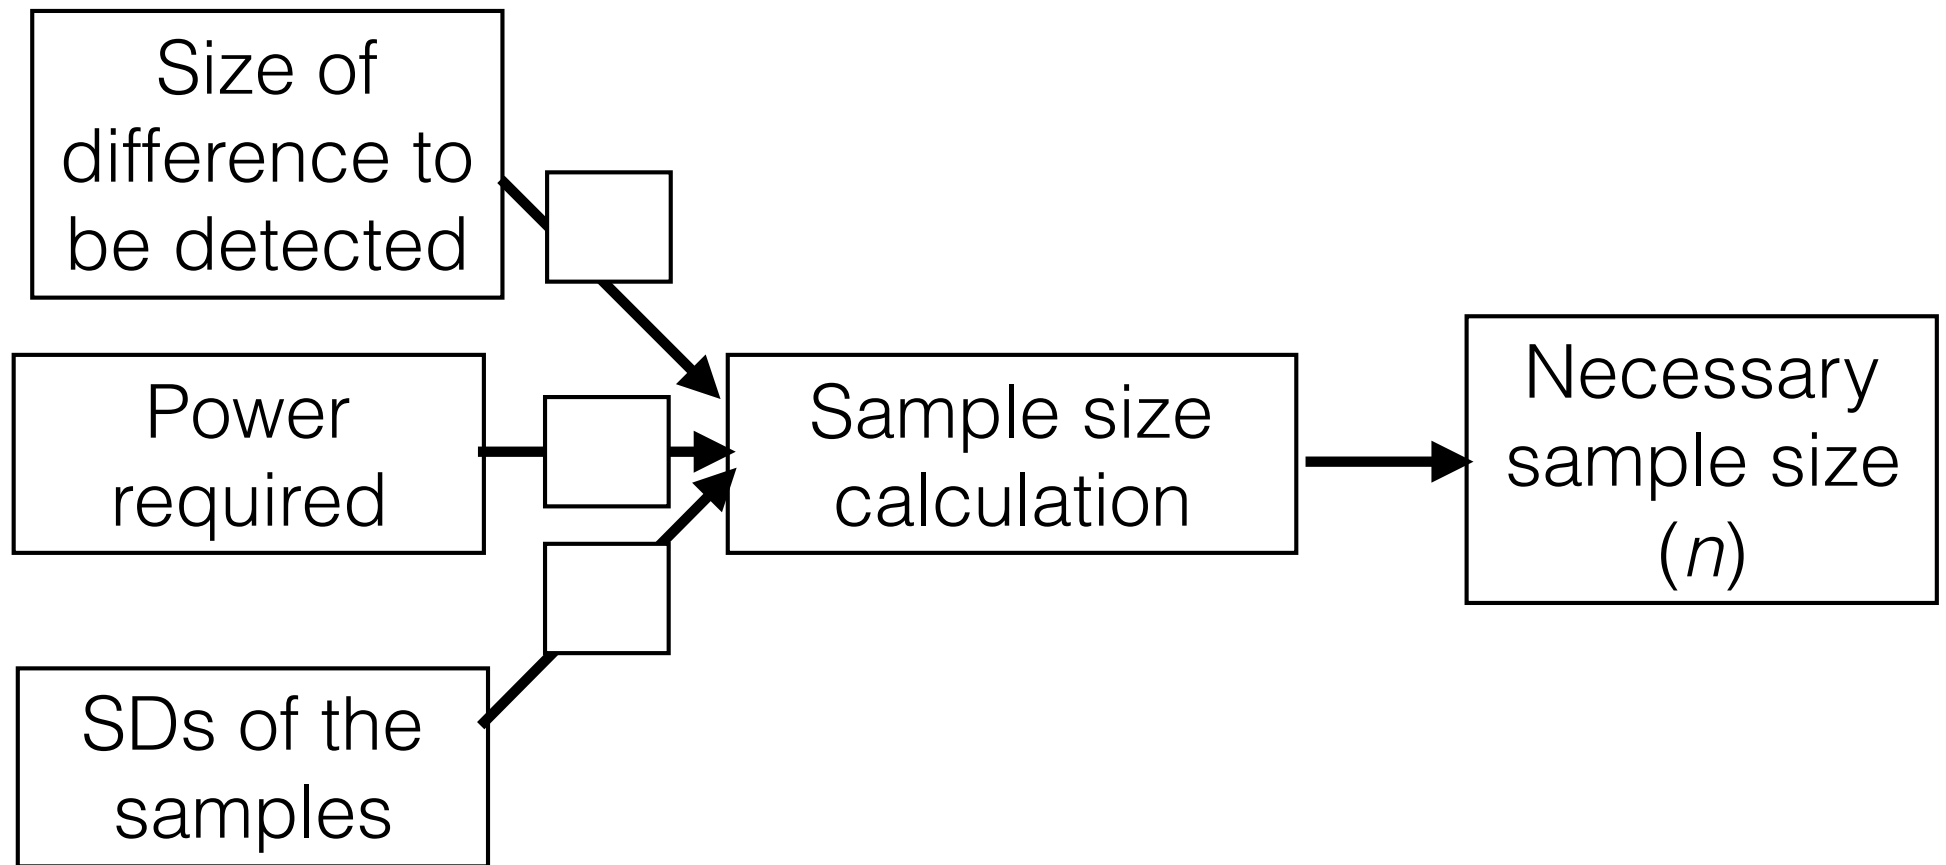 Size of
difference to
be detected
Power
required
SDs of the
samples
Sample size
calculation
Necessary
sample size
(n)